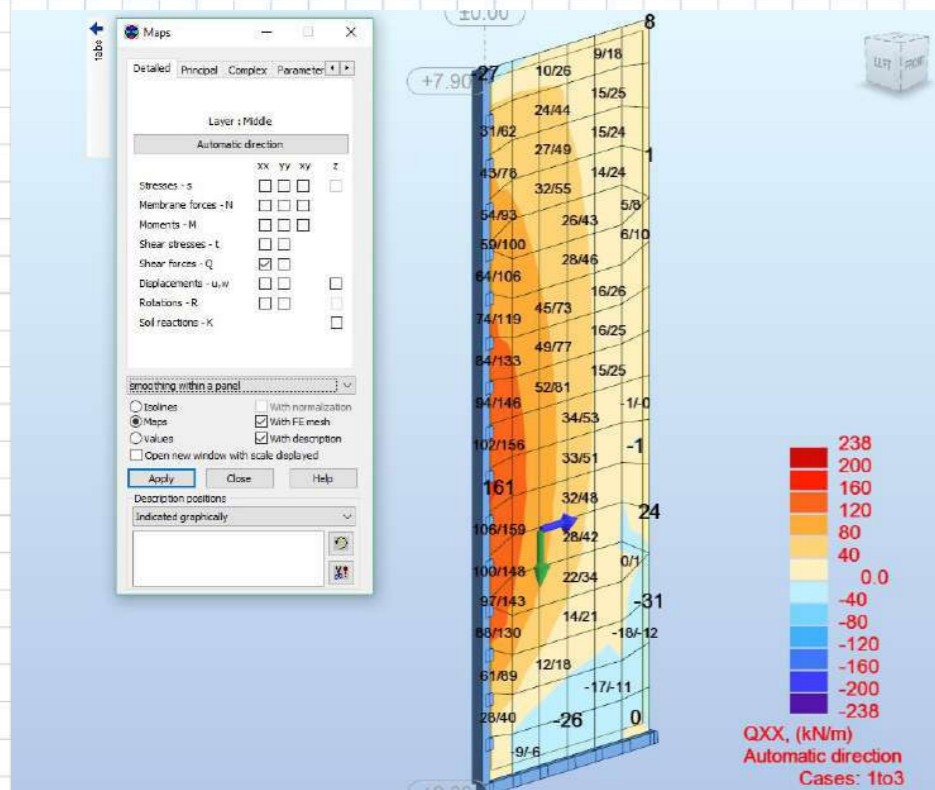 tabs
Maps
Detailed Principal Complex Parameter
Layer : Middle
Automatic direction
xx yy xy z
Stresses - s
Membrane forces - N
Moments - M
Shear stresses - t
Shear forces - Q
Displacements - u,w
Rotations - R
Soil reactions - K
smoothing within a panel
Isolines
With normalization
Maps
With FE mesh
Values
With description
Open new window with scale displayed
Apply Close Help
Description positions
Indicated graphically
±0.00
+7.90
LEFT FRONT
8
9/18
-27
10/26
15/25
24/44
31/62
15/24
27/49
1
43/78
14/24
32/55
5/8
54/93
26/43
6/10
59/100
28/46
64/106
16/26
45/73
74/119
16/25
49/77
84/133
15/25
52/81
94/146
-1/-0
34/53
102/156
-1
33/51
161
32/48
24
106/159
28/42
0/1
100/148
22/34
97/143
-31
14/21
88/130
-18/-12
12/18
61/89
-17/-11
28/40
-26
0
-9/-6
238
200
160
120
80
40
0.0
-40
-80
-120
-160
-200
-238
QXX, (kN/m)
Automatic direction
Cases: 1to3